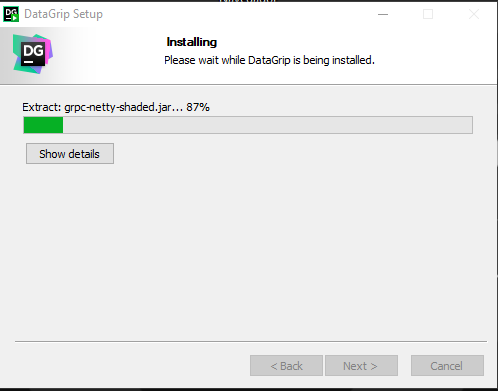 DG
DataGrip Setup
DG
Installing
Please wait while DataGrip is being installed.
Extract: grpc-netty-shaded.jar... 87%
Show details
< Back
Next >
Cancel